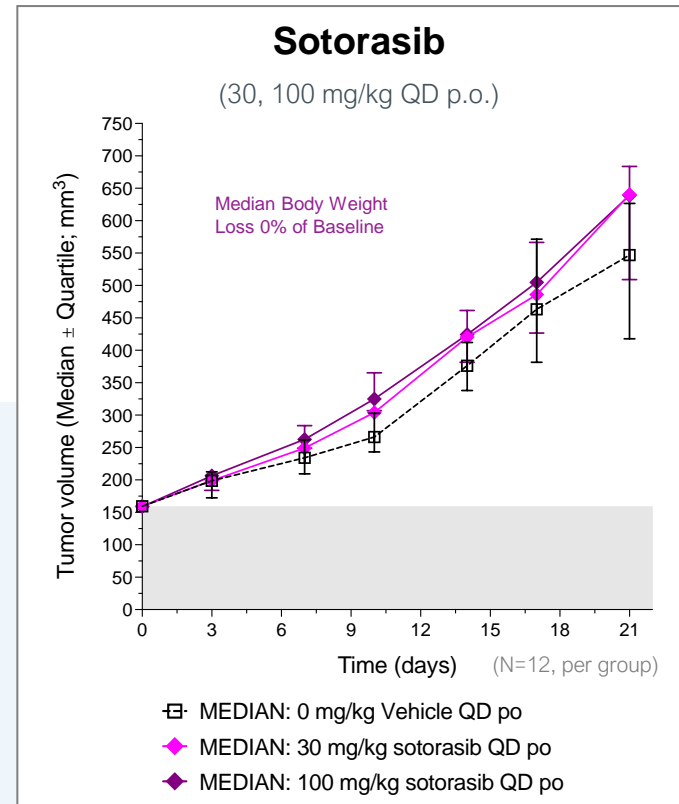 Sotorasib
(30, 100 mg/kg QD p.o.)
Tumor volume (Median ± Quartile; mm³)
750
700
650
600
550
500
450
400
350
300
250
200
150
100
50
0
Median Body Weight
Loss 0% of Baseline
0 3 6 9 12 15 18 21
Time (days) (N=12, per group)
MEDIAN: 0 mg/kg Vehicle QD po
MEDIAN: 30 mg/kg sotorasib QD po
MEDIAN: 100 mg/kg sotorasib QD po